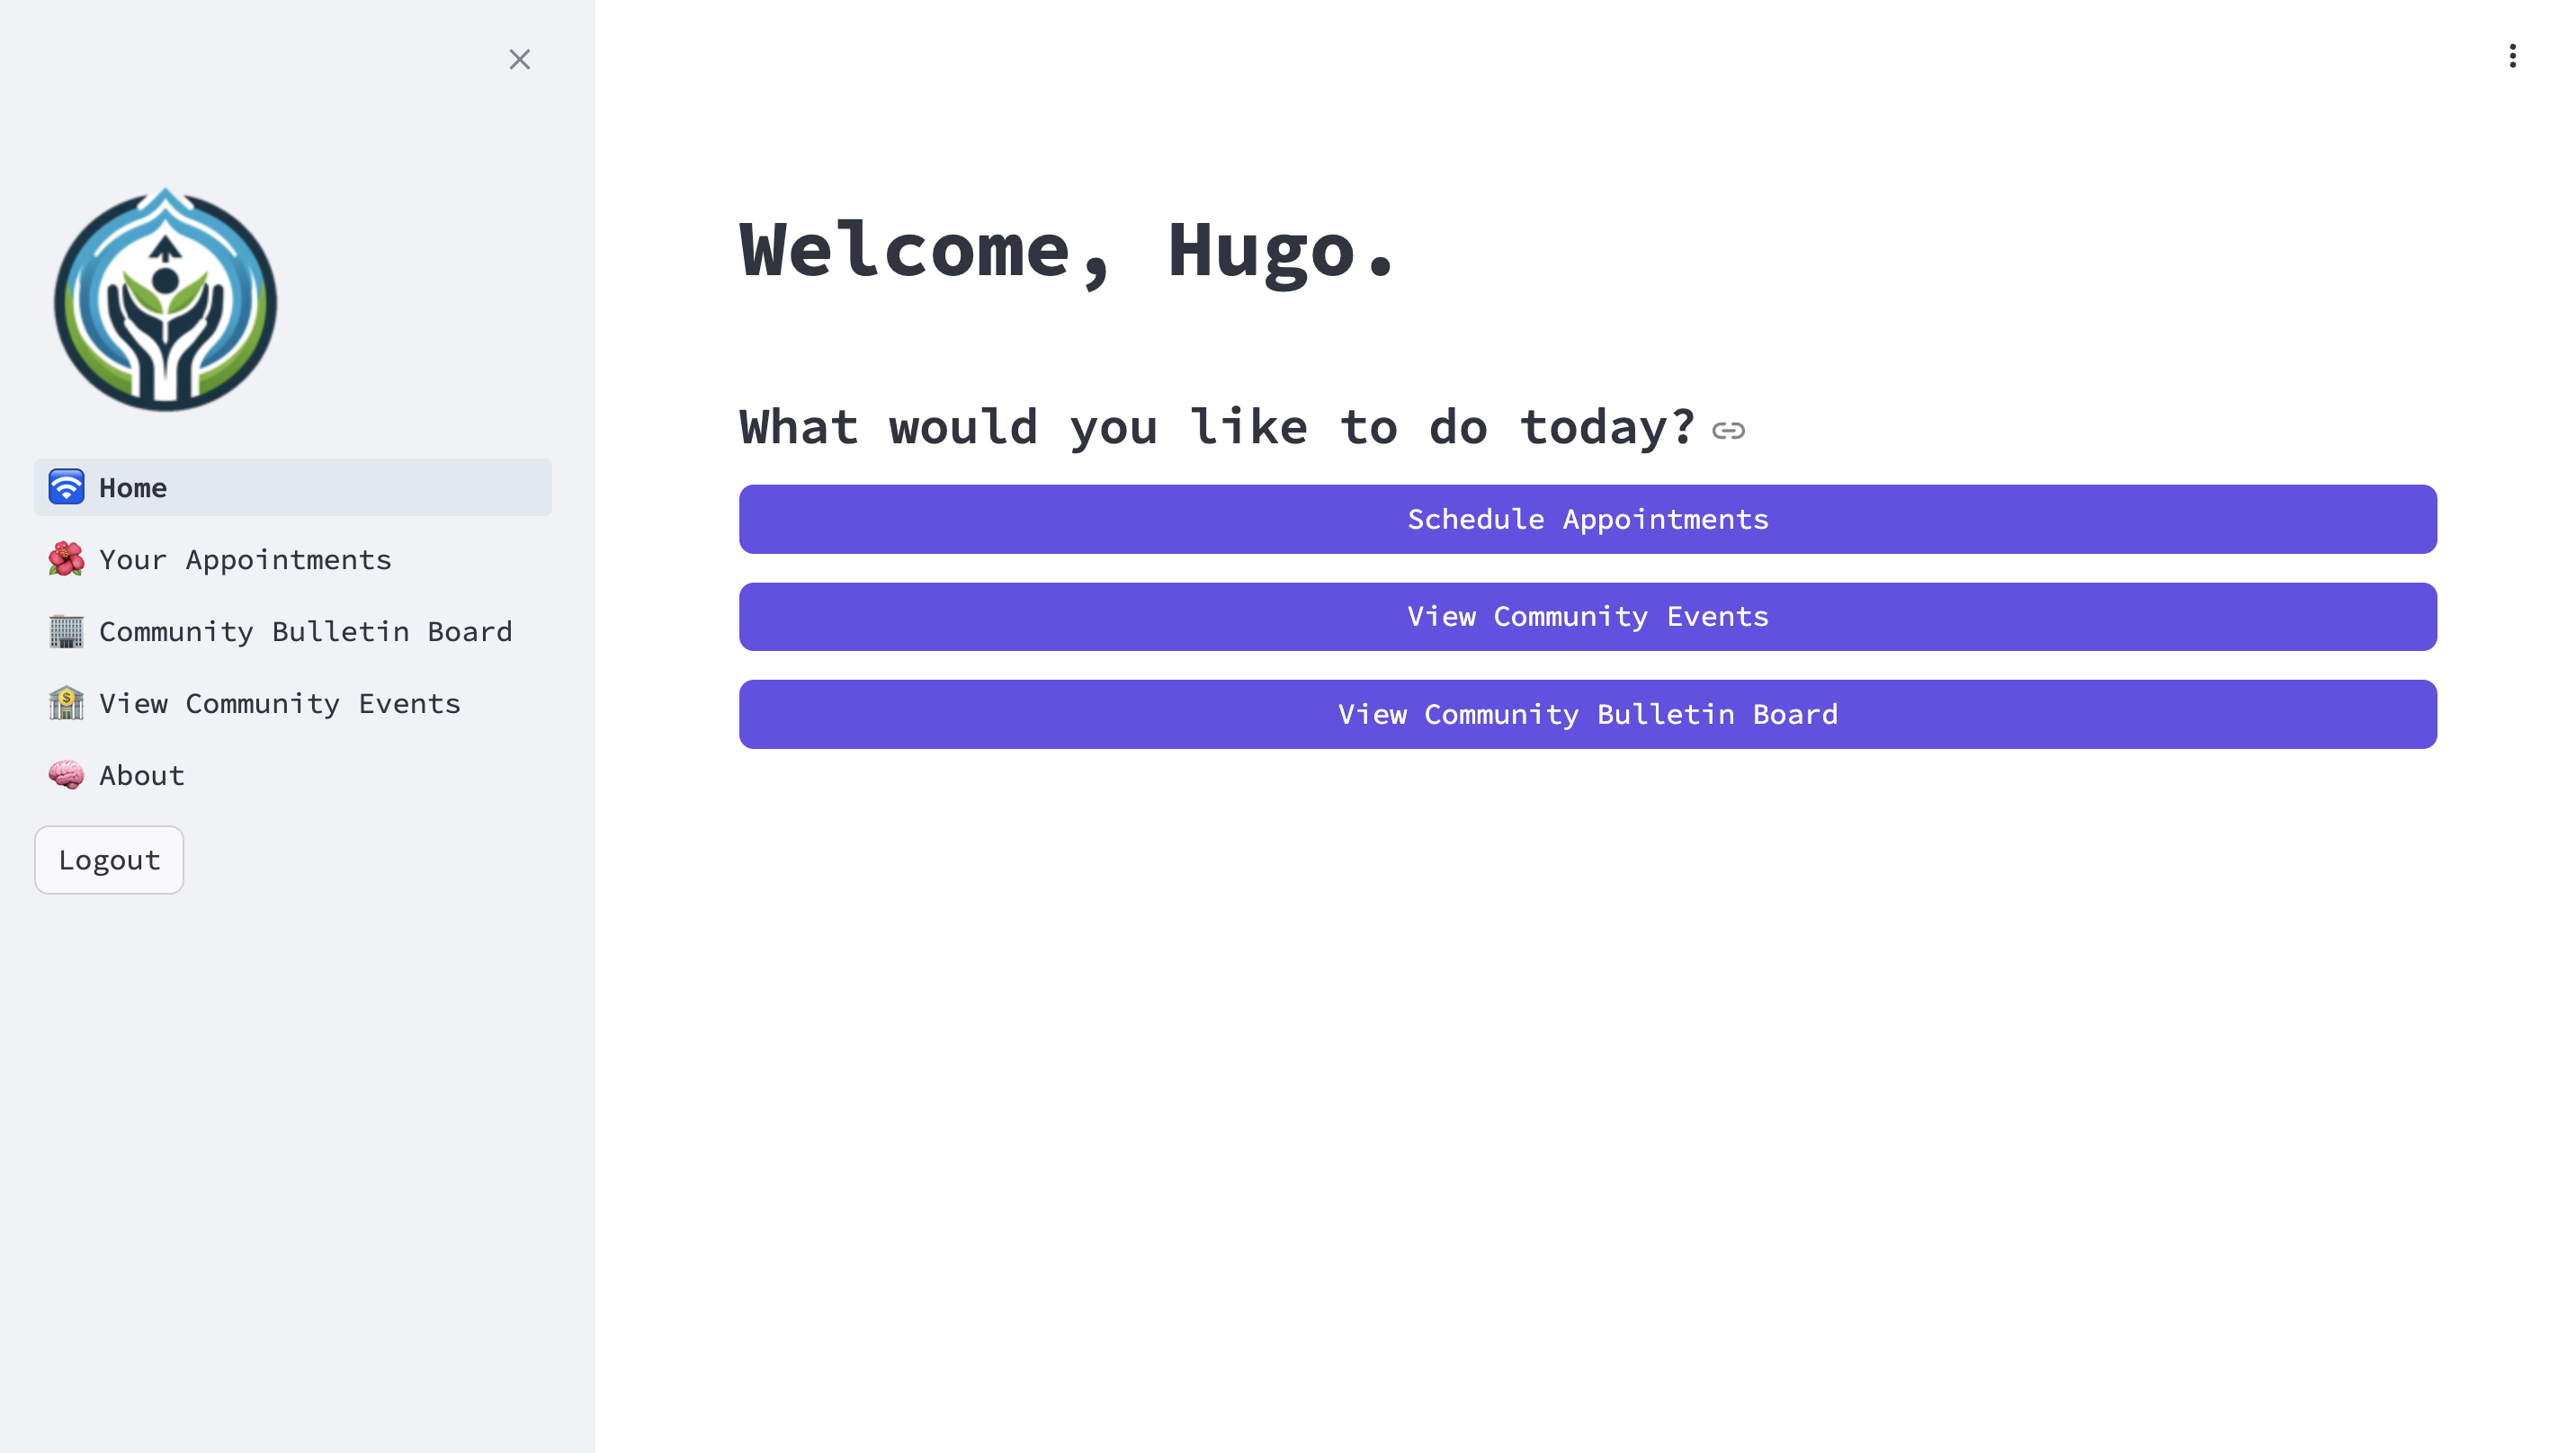 Home
Your Appointments
Community Bulletin Board
View Community Events
About
Logout
Welcome, Hugo.
What would you like to do today?
Schedule Appointments
View Community Events
View Community Bulletin Board